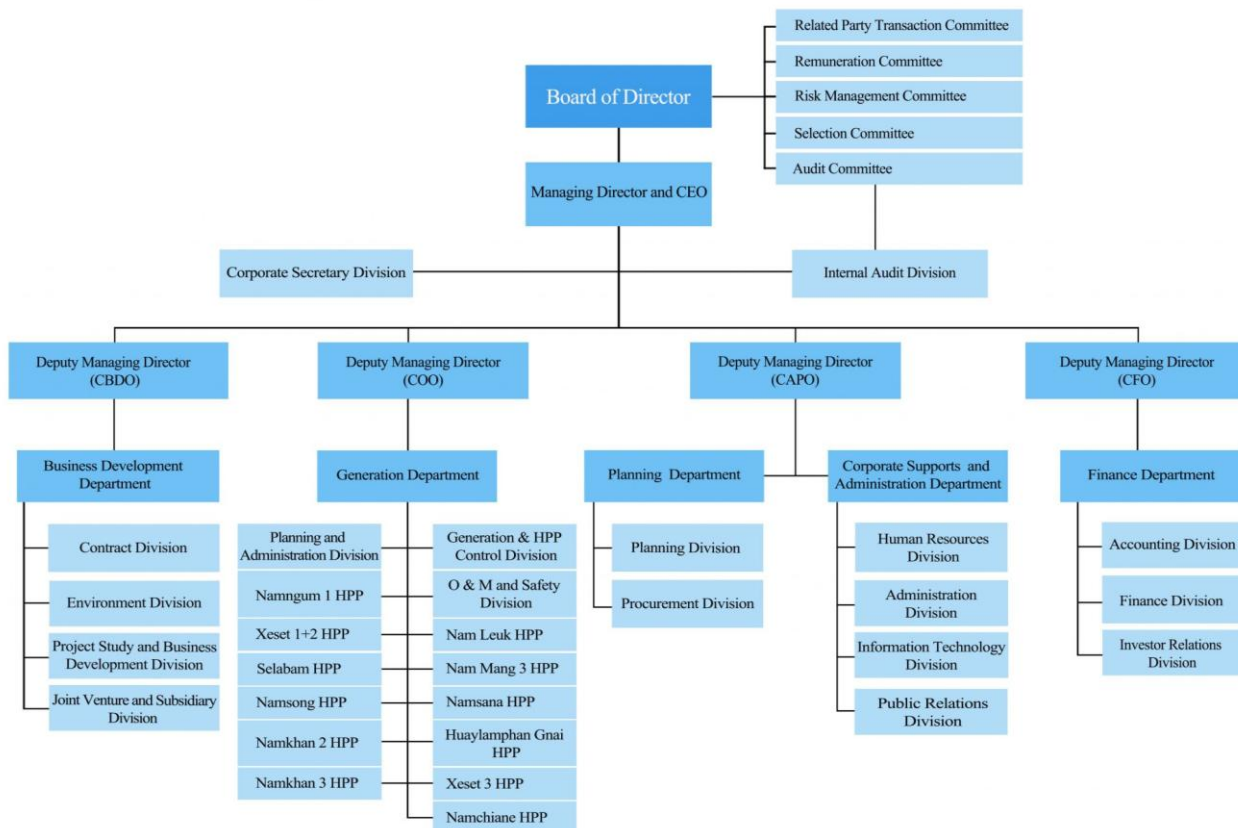 Related Party Transaction Committee
Remuneration Committee
Board of Director
Risk Management Committee
Selection Committee
Audit Committee
Managing Director and CEO
Corporate Secretary Division
Internal Audit Division
Deputy Managing Director
(CBDO)
Deputy Managing Director
(COO)
Deputy Managing Director
(CAPO)
Deputy Managing Director
(CFO)
Business Development
Department
Generation Department
Planning Department
Corporate Supports and
Administration Department
Finance Department
Contract Division
Environment Division
Project Study and Business
Development Division
Joint Venture and Subsidiary
Division
Planning and
Administration Division
Namngum 1 HPP
Xeset 1+2 HPP
Selabam HPP
Namsong HPP
Namkhan 2 HPP
Namkhan 3 HPP
Generation & HPP
Control Division
O & M and Safety
Division
Nam Leuk HPP
Nam Mang 3 HPP
Namsana HPP
Huaylamphan Gnai
HPP
Xeset 3 HPP
Namchiane HPP
Planning Division
Procurement Division
Human Resources
Division
Administration
Division
Information Technology
Division
Public Relations
Division
Accounting Division
Finance Division
Investor Relations
Division